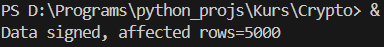 PS D:\Programs\python_projs\Kurs\Crypto> &
Data signed, affected rows=5000